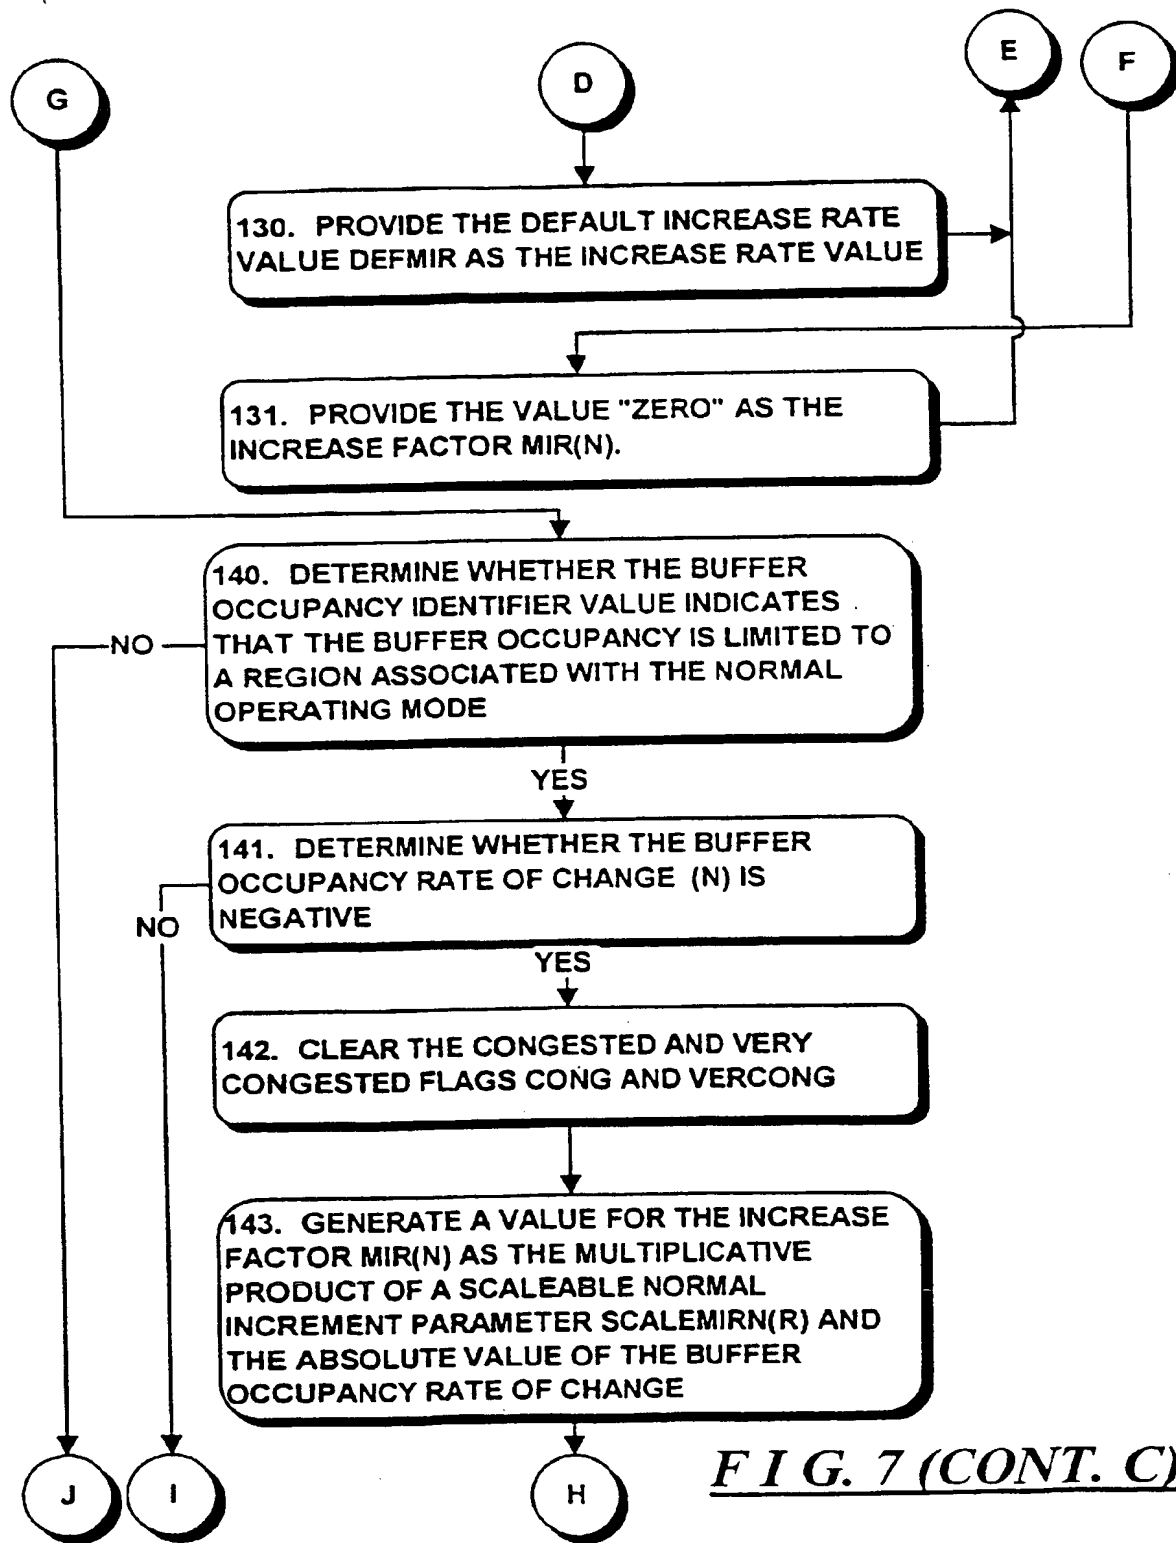 E
F
G
D
130. PROVIDE THE DEFAULT INCREASE RATE
VALUE DEFMIR AS THE INCREASE RATE VALUE
131. PROVIDE THE VALUE "ZERO" AS THE
INCREASE FACTOR MIR(N).
140. DETERMINE WHETHER THE BUFFER
OCCUPANCY IDENTIFIER VALUE INDICATES
THAT THE BUFFER OCCUPANCY IS LIMITED TO
A REGION ASSOCIATED WITH THE NORMAL
OPERATING MODE
NO
YES
141. DETERMINE WHETHER THE BUFFER
OCCUPANCY RATE OF CHANGE (N) IS
NEGATIVE
NO
YES
142. CLEAR THE CONGESTED AND VERY
CONGESTED FLAGS CONG AND VERCONG
143. GENERATE A VALUE FOR THE INCREASE
FACTOR MIR(N) AS THE MULTIPLICATIVE
PRODUCT OF A SCALEABLE NORMAL
INCREMENT PARAMETER SCALEMIRN(R) AND
THE ABSOLUTE VALUE OF THE BUFFER
OCCUPANCY RATE OF CHANGE
J
I
H
F I G. 7 (CONT. C)